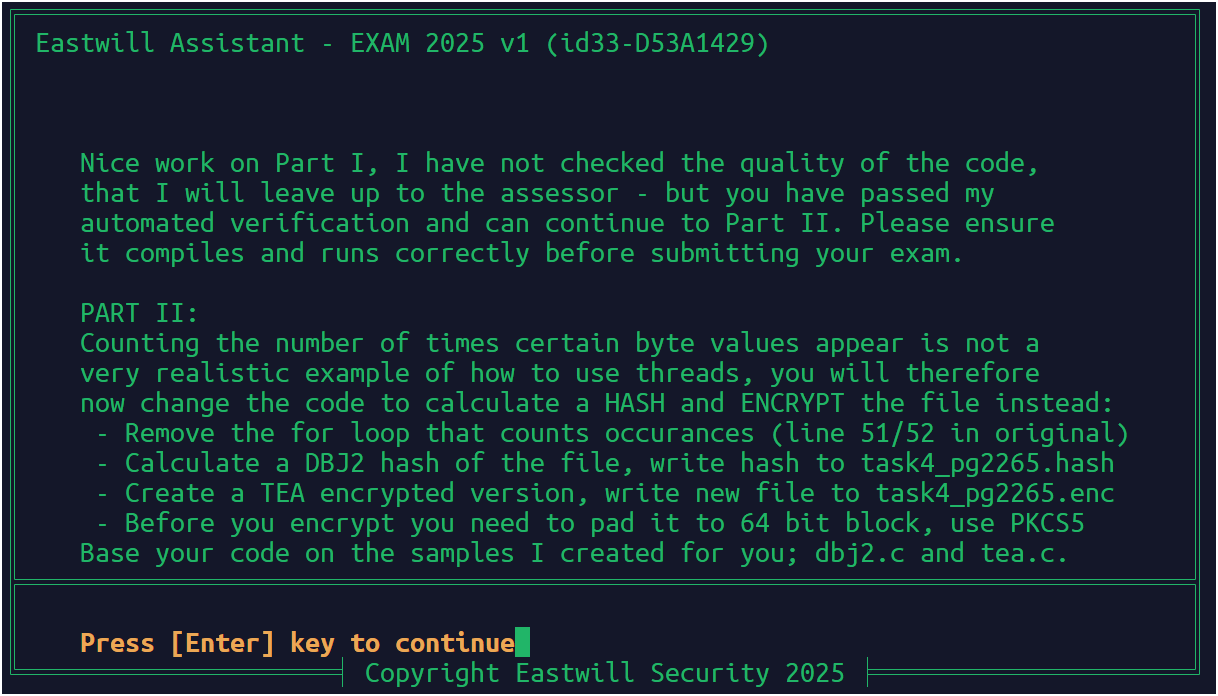 Eastwill Assistant - EXAM 2025 v1 (id33-D53A1429)
Nice work on Part I, I have not checked the quality of the code,
that I will leave up to the assessor - but you have passed my
automated verification and can continue to Part II. Please ensure
it compiles and runs correctly before submitting your exam.
PART II:
Counting the number of times certain byte values appear is not a
very realistic example of how to use threads, you will therefore
now change the code to calculate a HASH and ENCRYPT the file instead:
- Remove the for loop that counts occurances (line 51/52 in original)
- Calculate a DBJ2 hash of the file, write hash to task4_pg2265.hash
- Create a TEA encrypted version, write new file to task4_pg2265.enc
- Before you encrypt you need to pad it to 64 bit block, use PKCS5
Base your code on the samples I created for you; dbj2.c and tea.c.
Press [Enter] key to continue
Copyright Eastwill Security 2025